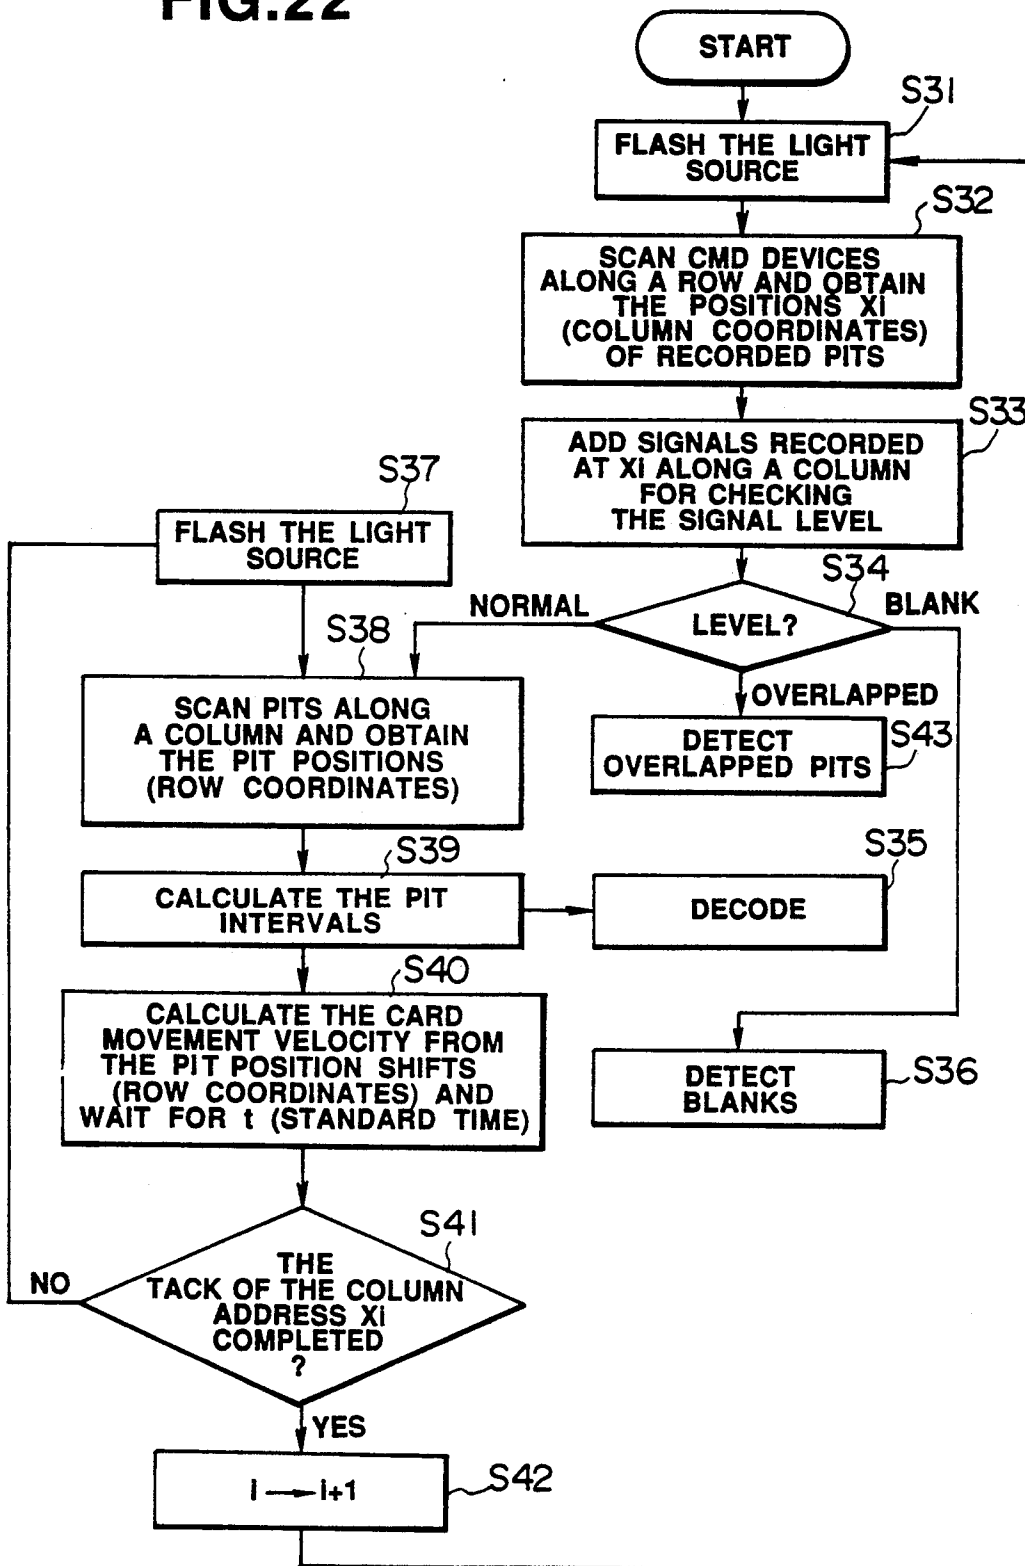 FIG.22
START
S31
FLASH THE LIGHT
SOURCE
S32
SCAN CMD DEVICES
ALONG A ROW AND OBTAIN
THE POSITIONS Xi
(COLUMN COORDINATES)
OF RECORDED PITS
S33
ADD SIGNALS RECORDED
AT Xi ALONG A COLUMN
FOR CHECKING
THE SIGNAL LEVEL
S37
FLASH THE LIGHT
SOURCE
S34
LEVEL?
NORMAL
BLANK
OVERLAPPED
S38
SCAN PITS ALONG
A COLUMN AND OBTAIN
THE PIT POSITIONS
(ROW COORDINATES)
DETECT
OVERLAPPED PITS
S43
S39
CALCULATE THE PIT
INTERVALS
S35
DECODE
S40
CALCULATE THE CARD
MOVEMENT VELOCITY FROM
THE PIT POSITION SHIFTS
(ROW COORDINATES) AND
WAIT FOR t (STANDARD TIME)
DETECT
BLANKS
S36
S41
THE
TACK OF THE COLUMN
ADDRESS Xi
COMPLETED
?
NO
YES
i → i+1
S42